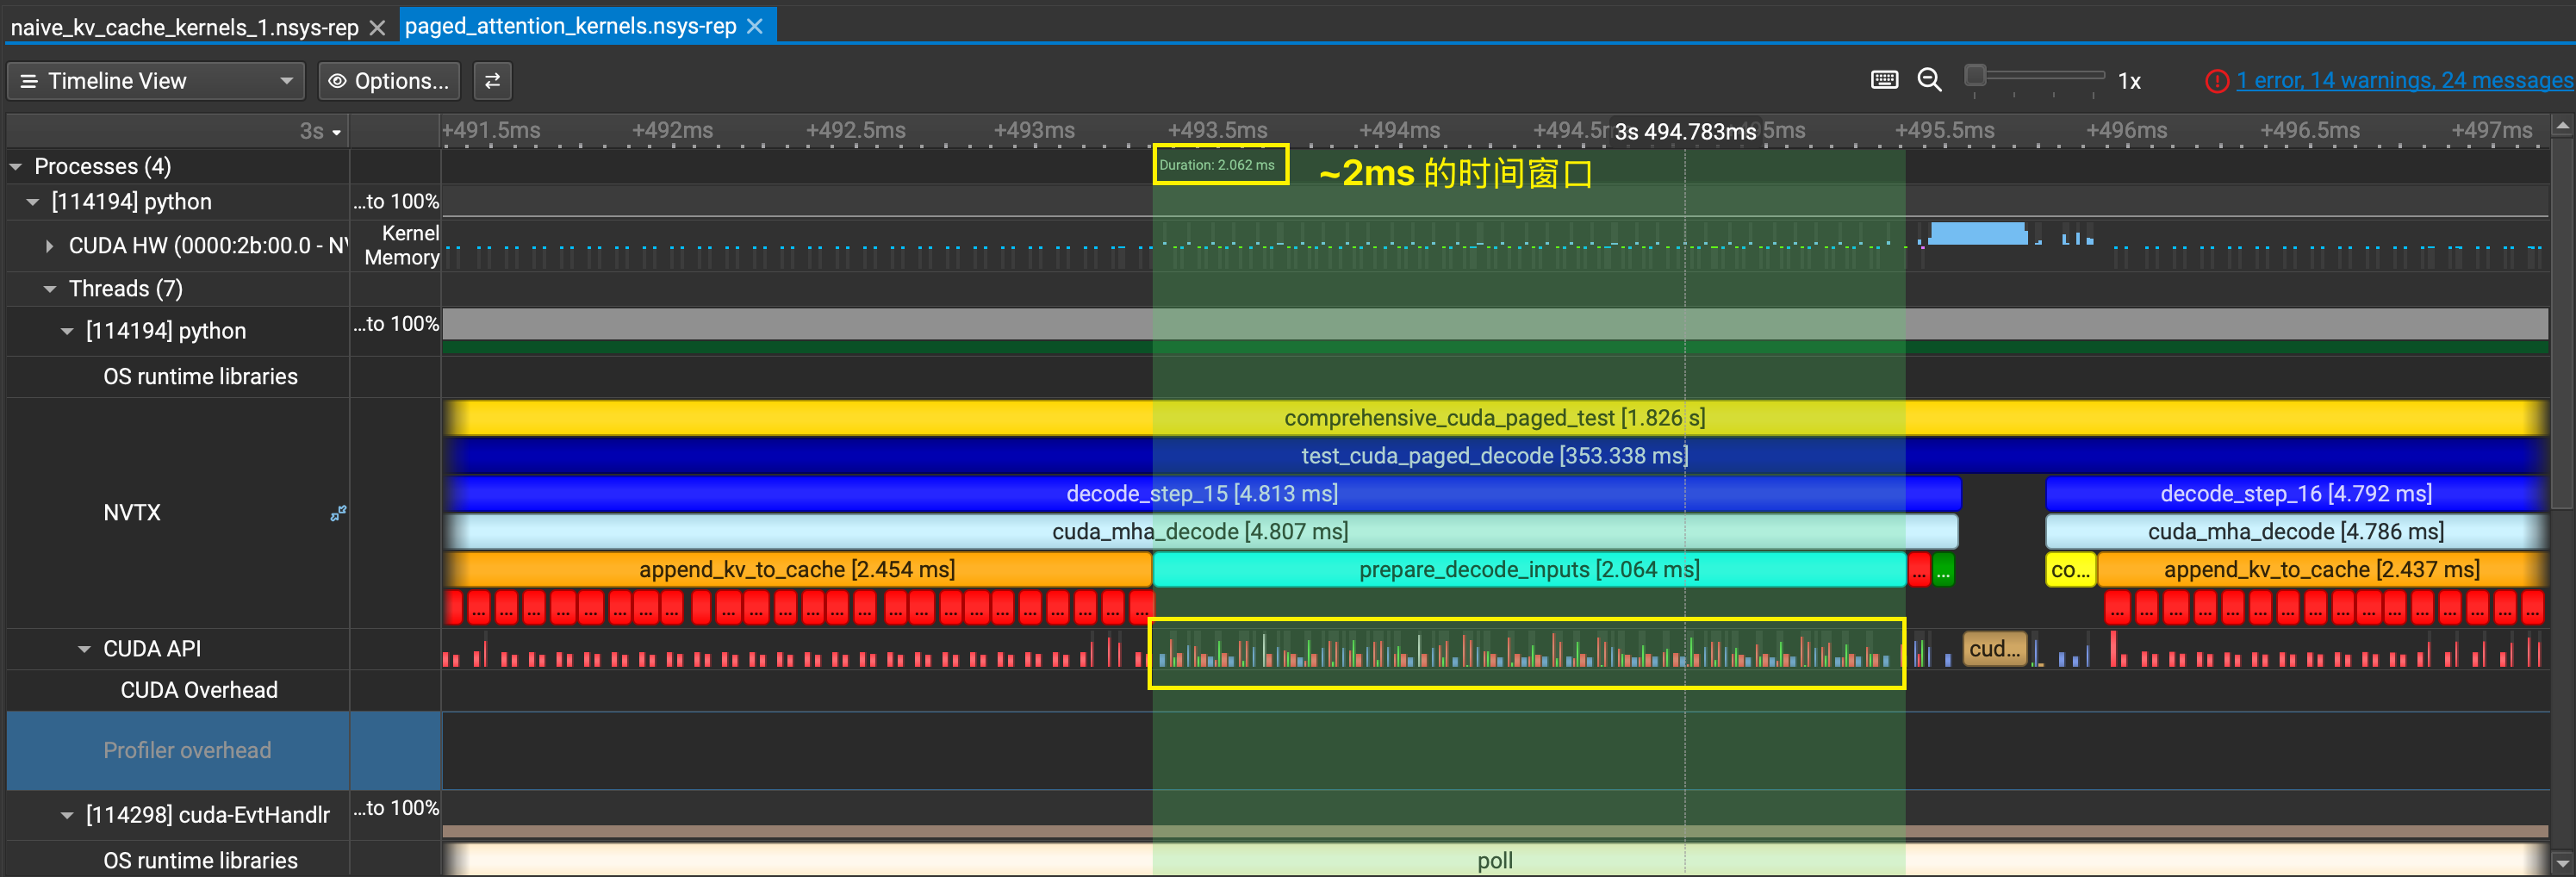 naive_kv_cache_kernels_1.nsys-rep
paged_attention_kernels.nsys-rep
Timeline View
Options...
1x
1 error, 14 warnings, 24 messages
3s
+491.5ms +492ms +492.5ms +493ms +493.5ms +494ms +494.5 3s 494.783ms 5ms +495.5ms +496ms +496.5ms +497ms
Processes (4)
Duration: 2.062 ms
~2ms 的时间窗口
[114194] python
...to 100%
CUDA HW (0000:2b:00.0 - N
Kernel
Memory
Threads (7)
[114194] python
...to 100%
OS runtime libraries
NVTX
comprehensive_cuda_paged_test [1.826 s]
test_cuda_paged_decode [353.338 ms]
decode_step_15 [4.813 ms]
decode_step_16 [4.792 ms]
cuda_mha_decode [4.807 ms]
cuda_mha_decode [4.786 ms]
append_kv_to_cache [2.454 ms]
prepare_decode_inputs [2.064 ms]
...
...
co...
append_kv_to_cache [2.437 ms]
... ... ... ... ... ... ... ... ... ... ... ... ... ... ... ... ... ... ... ... ... ... ... ... ... ... ... ... ... ... ... ... ... ... ... ... ... ...
CUDA API
cud...
CUDA Overhead
Profiler overhead
[114298] cuda-EvtHandlr
...to 100%
OS runtime libraries
poll